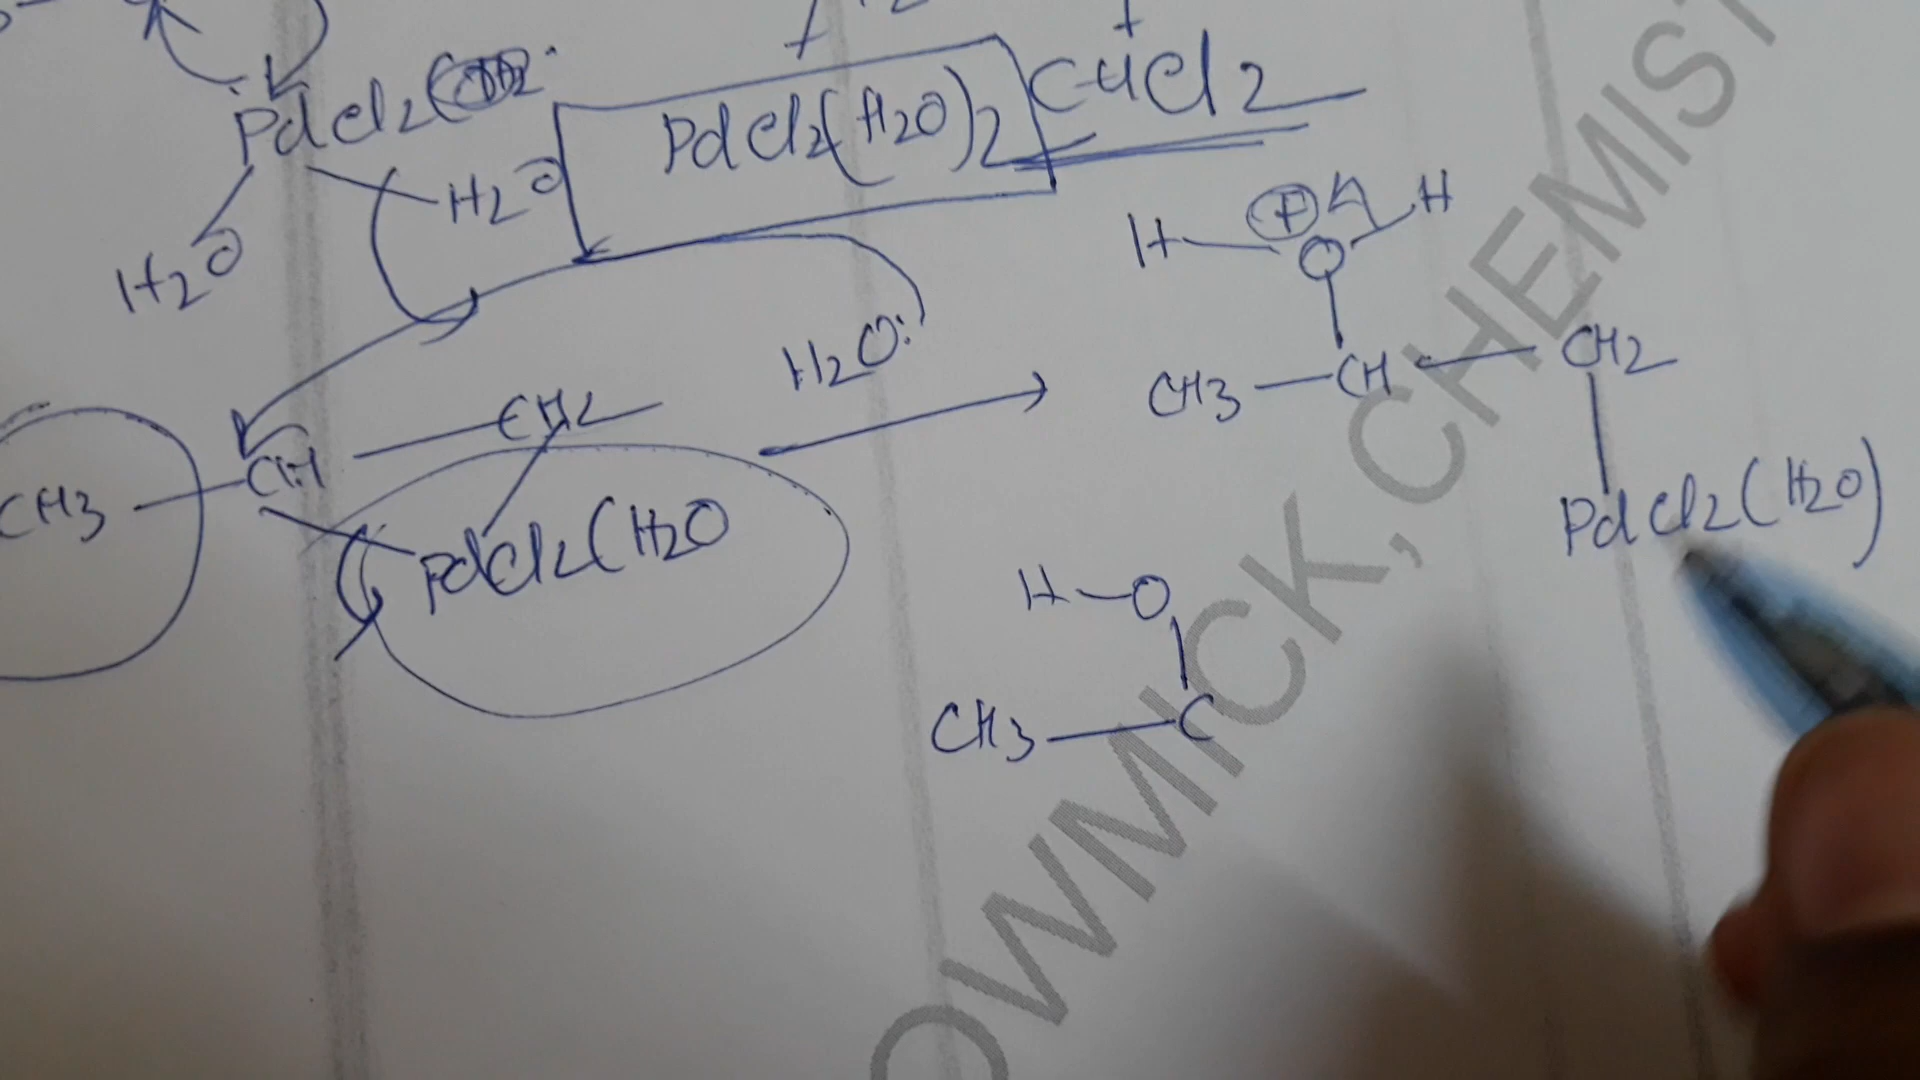 PdCl2(
PdCl2(H2O)2
CuCl2
+
H2O
H2O
H
+
H
O
CH3
CH
CH2
H2O:
PdCl2(H2O)
CH3
CH
CH2
PdCl2(H2O
H-O
CH3
C
OWMICK, CHEMIST